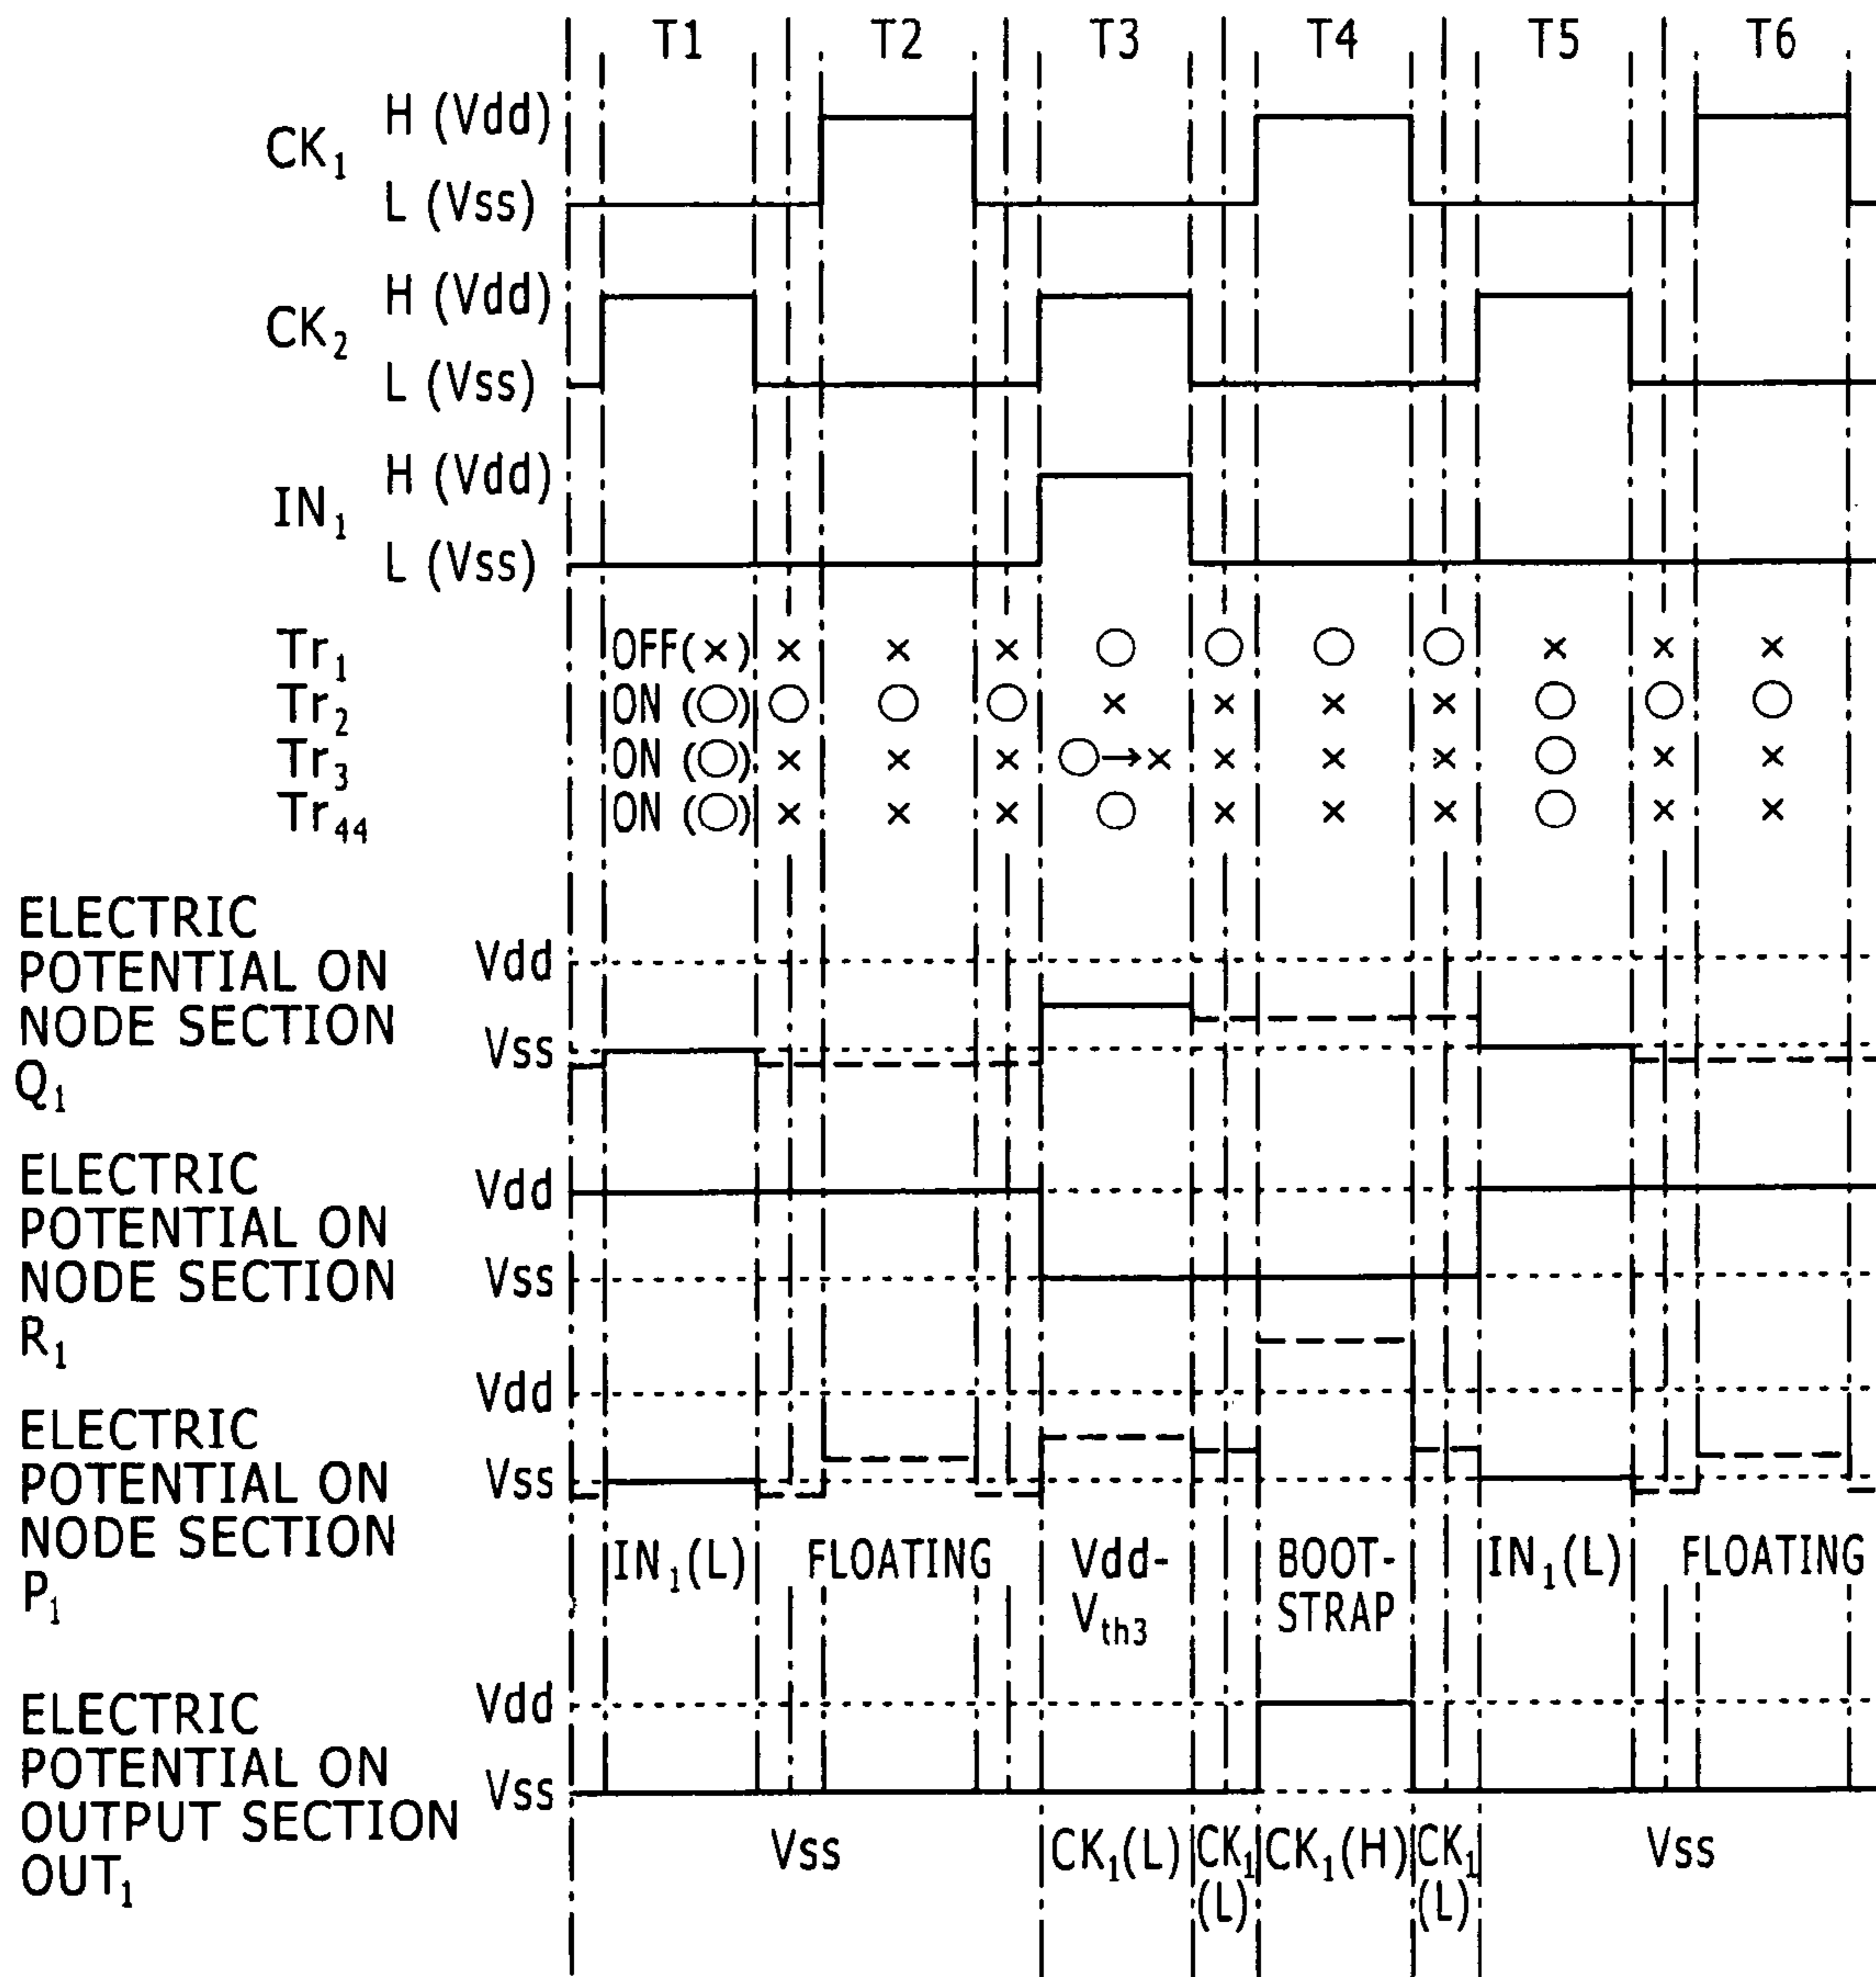 T1 T2 T3 T4 T5 T6
CK₁ H (Vdd)
L (Vss)
CK₂ H (Vdd)
L (Vss)
IN₁ H (Vdd)
L (Vss)
Tr₁ OFF(×) × × × ○ ○ ○ ○ × × ×
Tr₂ ON (○) ○ ○ ○ × × × × ○ ○ ○
Tr₃ ON (○) × × × ○→× × × × ○ × ×
Tr₄₄ ON (○) × × × ○ × × × ○ × ×
ELECTRIC
POTENTIAL ON
NODE SECTION
Q₁
Vdd
Vss
ELECTRIC
POTENTIAL ON
NODE SECTION
R₁
Vdd
Vss
ELECTRIC
POTENTIAL ON
NODE SECTION
P₁
Vdd
Vss
IN₁(L) FLOATING Vdd- BOOT- IN₁(L) FLOATING
Vth3 STRAP
ELECTRIC
POTENTIAL ON
OUTPUT SECTION
OUT₁
Vdd
Vss
Vss CK₁(L) CK₁ CK₁(H) CK₁ Vss
(L) (L)